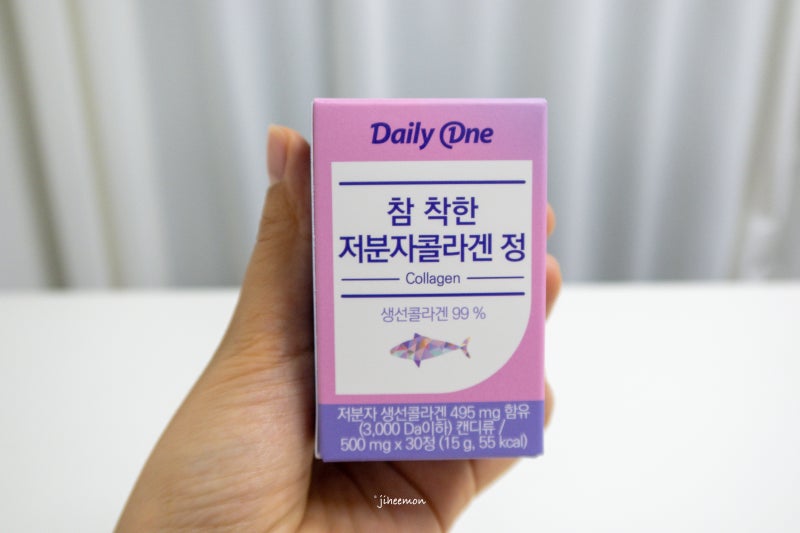 Daily One
참 착한
저분자콜라겐 정
Collagen
생선콜라겐 99 %
저분자 생선콜라겐 495 mg 함유
(3,000 Da이하) 캔디류 /
500 mg x 30정 (15 g, 55 kcal)
jiheemon